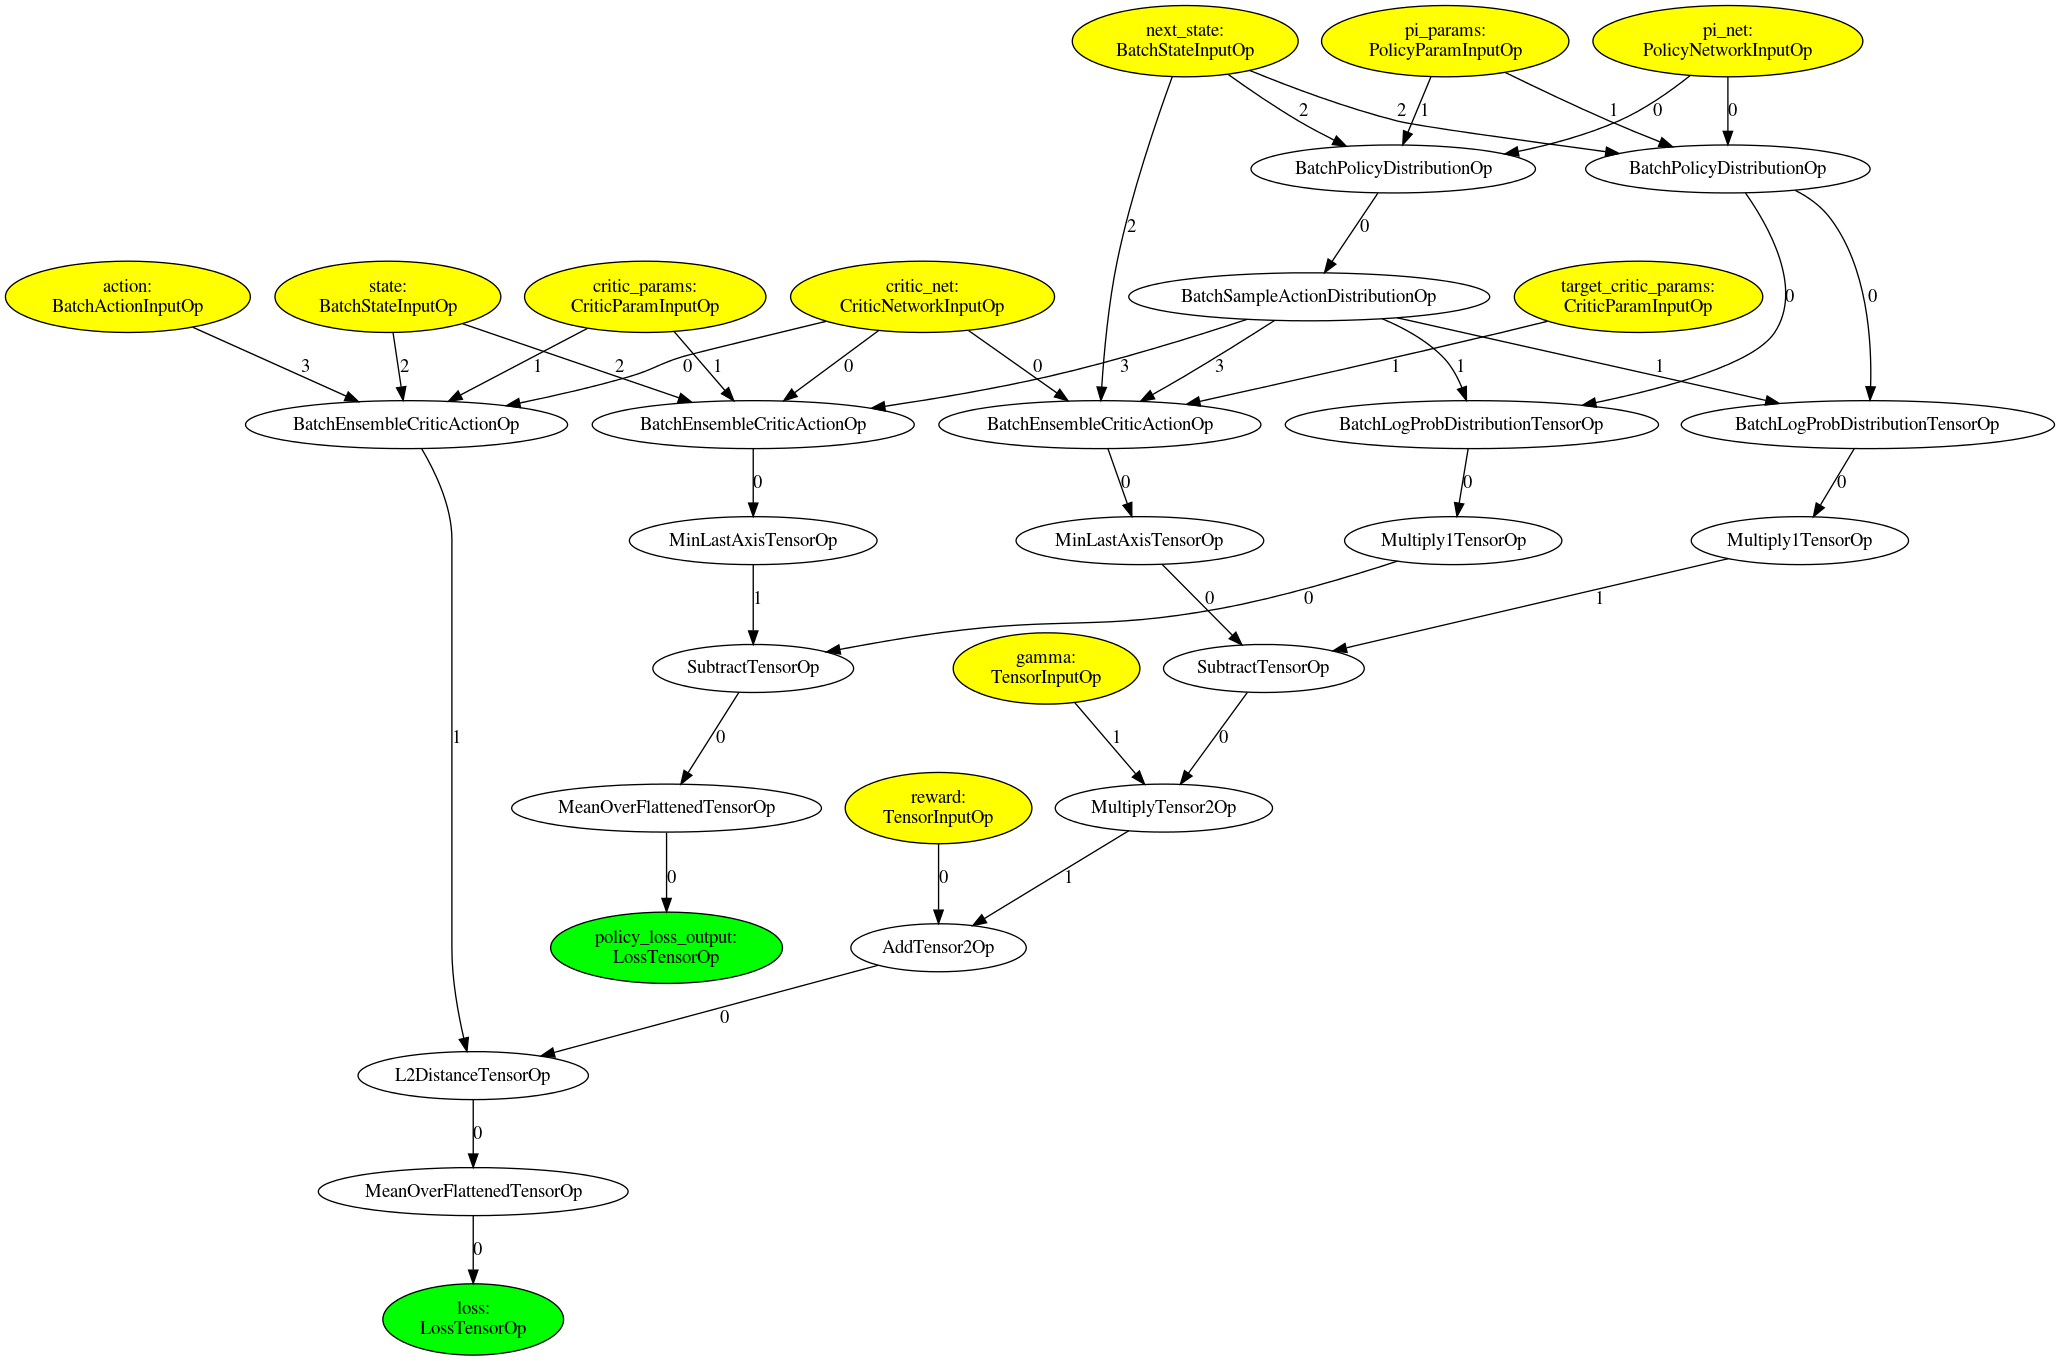 next_state:
BatchStateInputOp
pi_params:
PolicyParamInputOp
pi_net:
PolicyNetworkInputOp
2
2
1
1
0
0
BatchPolicyDistributionOp
BatchPolicyDistributionOp
2
0
action:
BatchActionInputOp
state:
BatchStateInputOp
critic_params:
CriticParamInputOp
critic_net:
CriticNetworkInputOp
BatchSampleActionDistributionOp
target_critic_params:
CriticParamInputOp
0
0
3
2
1
2
0
1
0
0
3
3
1
1
1
BatchEnsembleCriticActionOp
BatchEnsembleCriticActionOp
BatchEnsembleCriticActionOp
BatchLogProbDistributionTensorOp
BatchLogProbDistributionTensorOp
0
0
0
0
MinLastAxisTensorOp
MinLastAxisTensorOp
Multiply1TensorOp
Multiply1TensorOp
1
0
0
1
SubtractTensorOp
gamma:
TensorInputOp
SubtractTensorOp
1
0
1
0
MeanOverFlattenedTensorOp
reward:
TensorInputOp
MultiplyTensor2Op
0
0
1
policy_loss_output:
LossTensorOp
AddTensor2Op
0
L2DistanceTensorOp
0
MeanOverFlattenedTensorOp
0
loss:
LossTensorOp